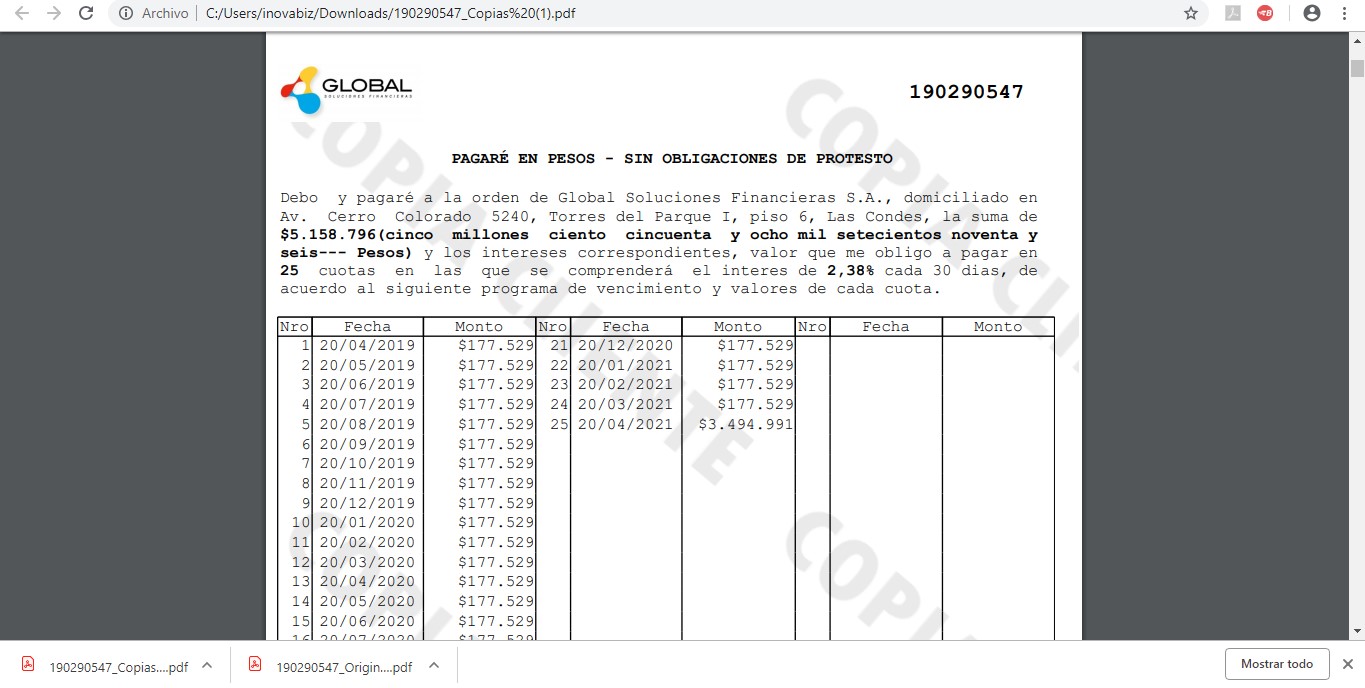 Archivo | C:/Users/inovabiz/Downloads/190290547_Copias%20(1).pdf
GLOBAL
SOLUCIONES FINANCIERAS
190290547
PAGARÉ EN PESOS - SIN OBLIGACIONES DE PROTESTO
Debo y pagaré a la orden de Global Soluciones Financieras S.A., domiciliado en
Av. Cerro Colorado 5240, Torres del Parque I, piso 6, Las Condes, la suma de
$5.158.796(cinco millones ciento cincuenta y ocho mil setecientos noventa y
seis--- Pesos) y los intereses correspondientes, valor que me obligo a pagar en
25 cuotas en las que se comprenderá el interes de 2,38% cada 30 dias, de
acuerdo al siguiente programa de vencimiento y valores de cada cuota.
Nro Fecha Monto Nro Fecha Monto Nro Fecha Monto
1 20/04/2019 $177.529 21 20/12/2020 $177.529
2 20/05/2019 $177.529 22 20/01/2021 $177.529
3 20/06/2019 $177.529 23 20/02/2021 $177.529
4 20/07/2019 $177.529 24 20/03/2021 $177.529
5 20/08/2019 $177.529 25 20/04/2021 $3.494.991
6 20/09/2019 $177.529
7 20/10/2019 $177.529
8 20/11/2019 $177.529
9 20/12/2019 $177.529
10 20/01/2020 $177.529
11 20/02/2020 $177.529
12 20/03/2020 $177.529
13 20/04/2020 $177.529
14 20/05/2020 $177.529
15 20/06/2020 $177.529
16 20/07/2020 $177.529
COPIA CLIENTE
COPIA CLI
COPI
COPIA
190290547_Copias....pdf
190290547_Origin....pdf
Mostrar todo